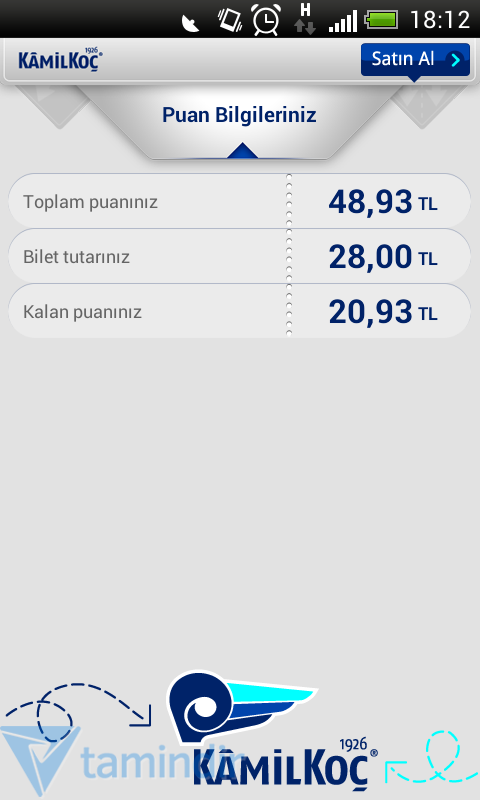 H
18:12
1926
KÂMİLKOÇ®
Satın Al
Puan Bilgileriniz
Toplam puanınız 48,93 TL
Bilet tutarınız 28,00 TL
Kalan puanınız 20,93 TL
1926
KÂMİLKOÇ®
tamindir